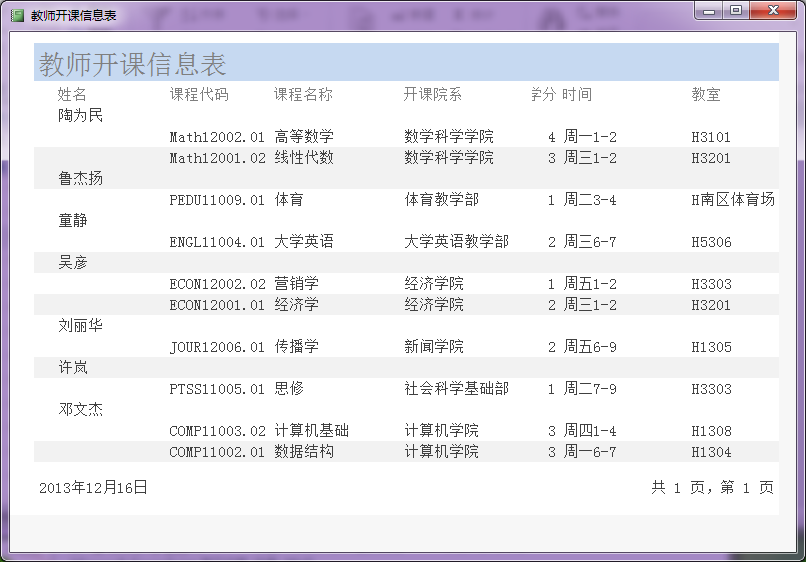 教师开课信息表
教师开课信息表
姓名 课程代码 课程名称 开课院系 学分 时间 教室
陶为民
Math12002.01 高等数学 数学科学学院 4 周一1-2 H3101
Math12001.02 线性代数 数学科学学院 3 周三1-2 H3201
鲁杰扬
PEDU11009.01 体育 体育教学部 1 周二3-4 H南区体育场
童静
ENGL11004.01 大学英语 大学英语教学部 2 周三6-7 H5306
吴彦
ECON12002.02 营销学 经济学院 1 周五1-2 H3303
ECON12001.01 经济学 经济学院 2 周三1-2 H3201
刘丽华
JOUR12006.01 传播学 新闻学院 2 周五6-9 H1305
许岚
PTSS11005.01 思修 社会科学基础部 1 周二7-9 H3303
邓文杰
COMP11003.02 计算机基础 计算机学院 3 周四1-4 H1308
COMP11002.01 数据结构 计算机学院 3 周一6-7 H1304
2013年12月16日 共 1 页，第 1 页